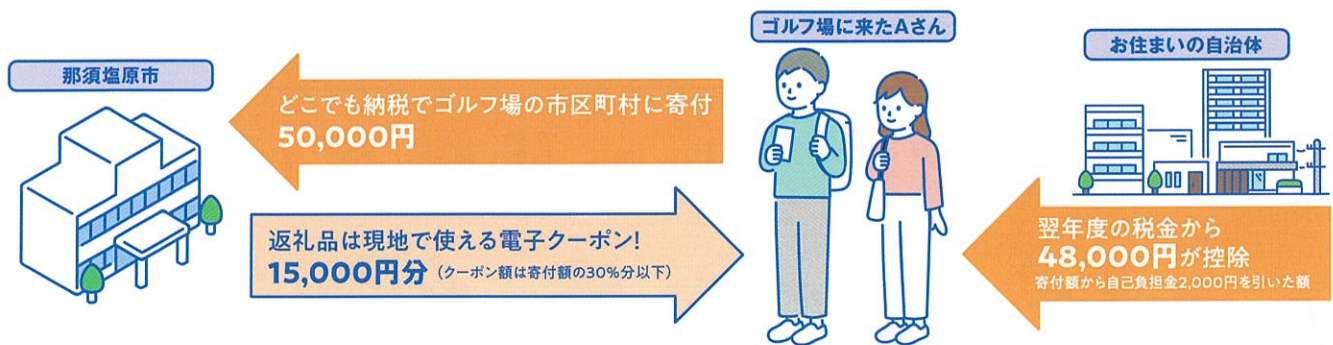 那須塩原市
どこでも納税でゴルフ場の市区町村に寄付
50,000円
返礼品は現地で使える電子クーポン!
15,000円分(クーポン額は寄付額の30%分以下)
ゴルフ場に来たAさん
お住まいの自治体
翌年度の税金から
48,000円が控除
寄付額から自己負担金2,000円を引いた額